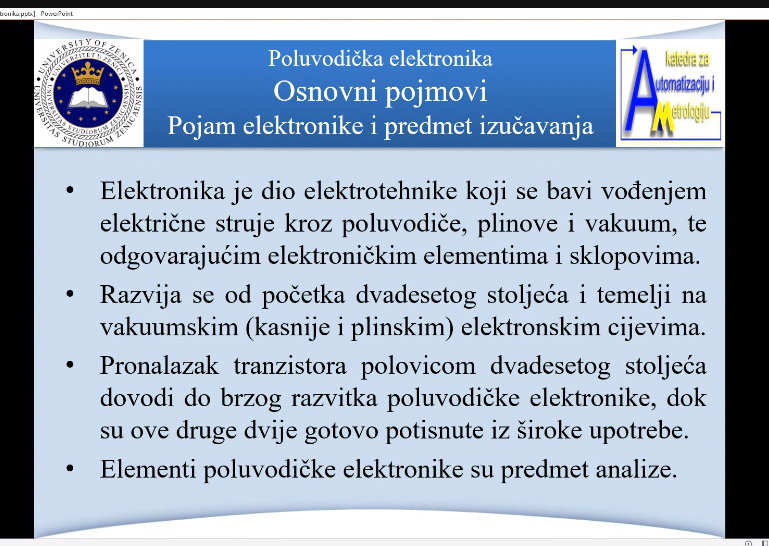 tronika.pptx] - PowerPoint
UNIVERSITY OF ZENICA
UNIVERZITET U ZENICI
UNIVERSITAS STUDIORUM ZENICAENSIS
Poluvodička elektronika
Osnovni pojmovi
Pojam elektronike i predmet izučavanja
katedra za
Automatizaciju i
Metrologiju
• Elektronika je dio elektrotehnike koji se bavi vođenjem
električne struje kroz poluvodiče, plinove i vakuum, te
odgovarajućim elektroničkim elementima i sklopovima.
• Razvija se od početka dvadesetog stoljeća i temelji na
vakuumskim (kasnije i plinskim) elektronskim cijevima.
• Pronalazak tranzistora polovicom dvadesetog stoljeća
dovodi do brzog razvitka poluvodičke elektronike, dok
su ove druge dvije gotovo potisnute iz široke upotrebe.
• Elementi poluvodičke elektronike su predmet analize.